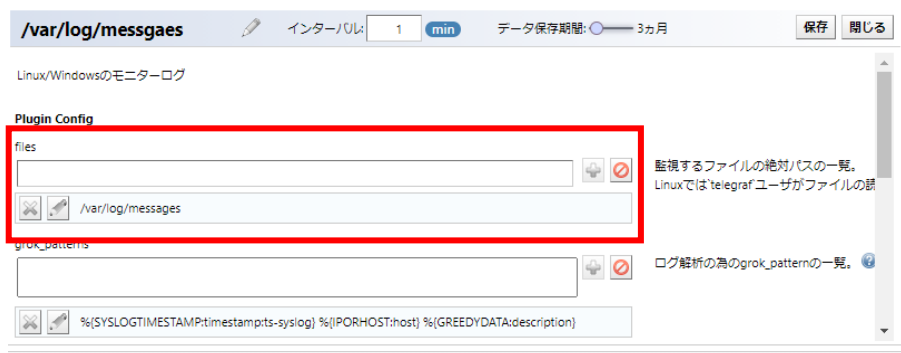 /var/log/messgaes インターバル: 1 min データ保存期間: 3ヵ月 保存 閉じる
Linux/Windowsのモニターログ
Plugin Config
files
監視するファイルの絶対パスの一覧。
Linuxでは`telegraf`ユーザがファイルの読
/var/log/messages
grok_patterns
ログ解析の為のgrok_patternの一覧。
%{SYSLOGTIMESTAMP:timestamp:ts-syslog} %{IPORHOST:host} %{GREEDYDATA:description}